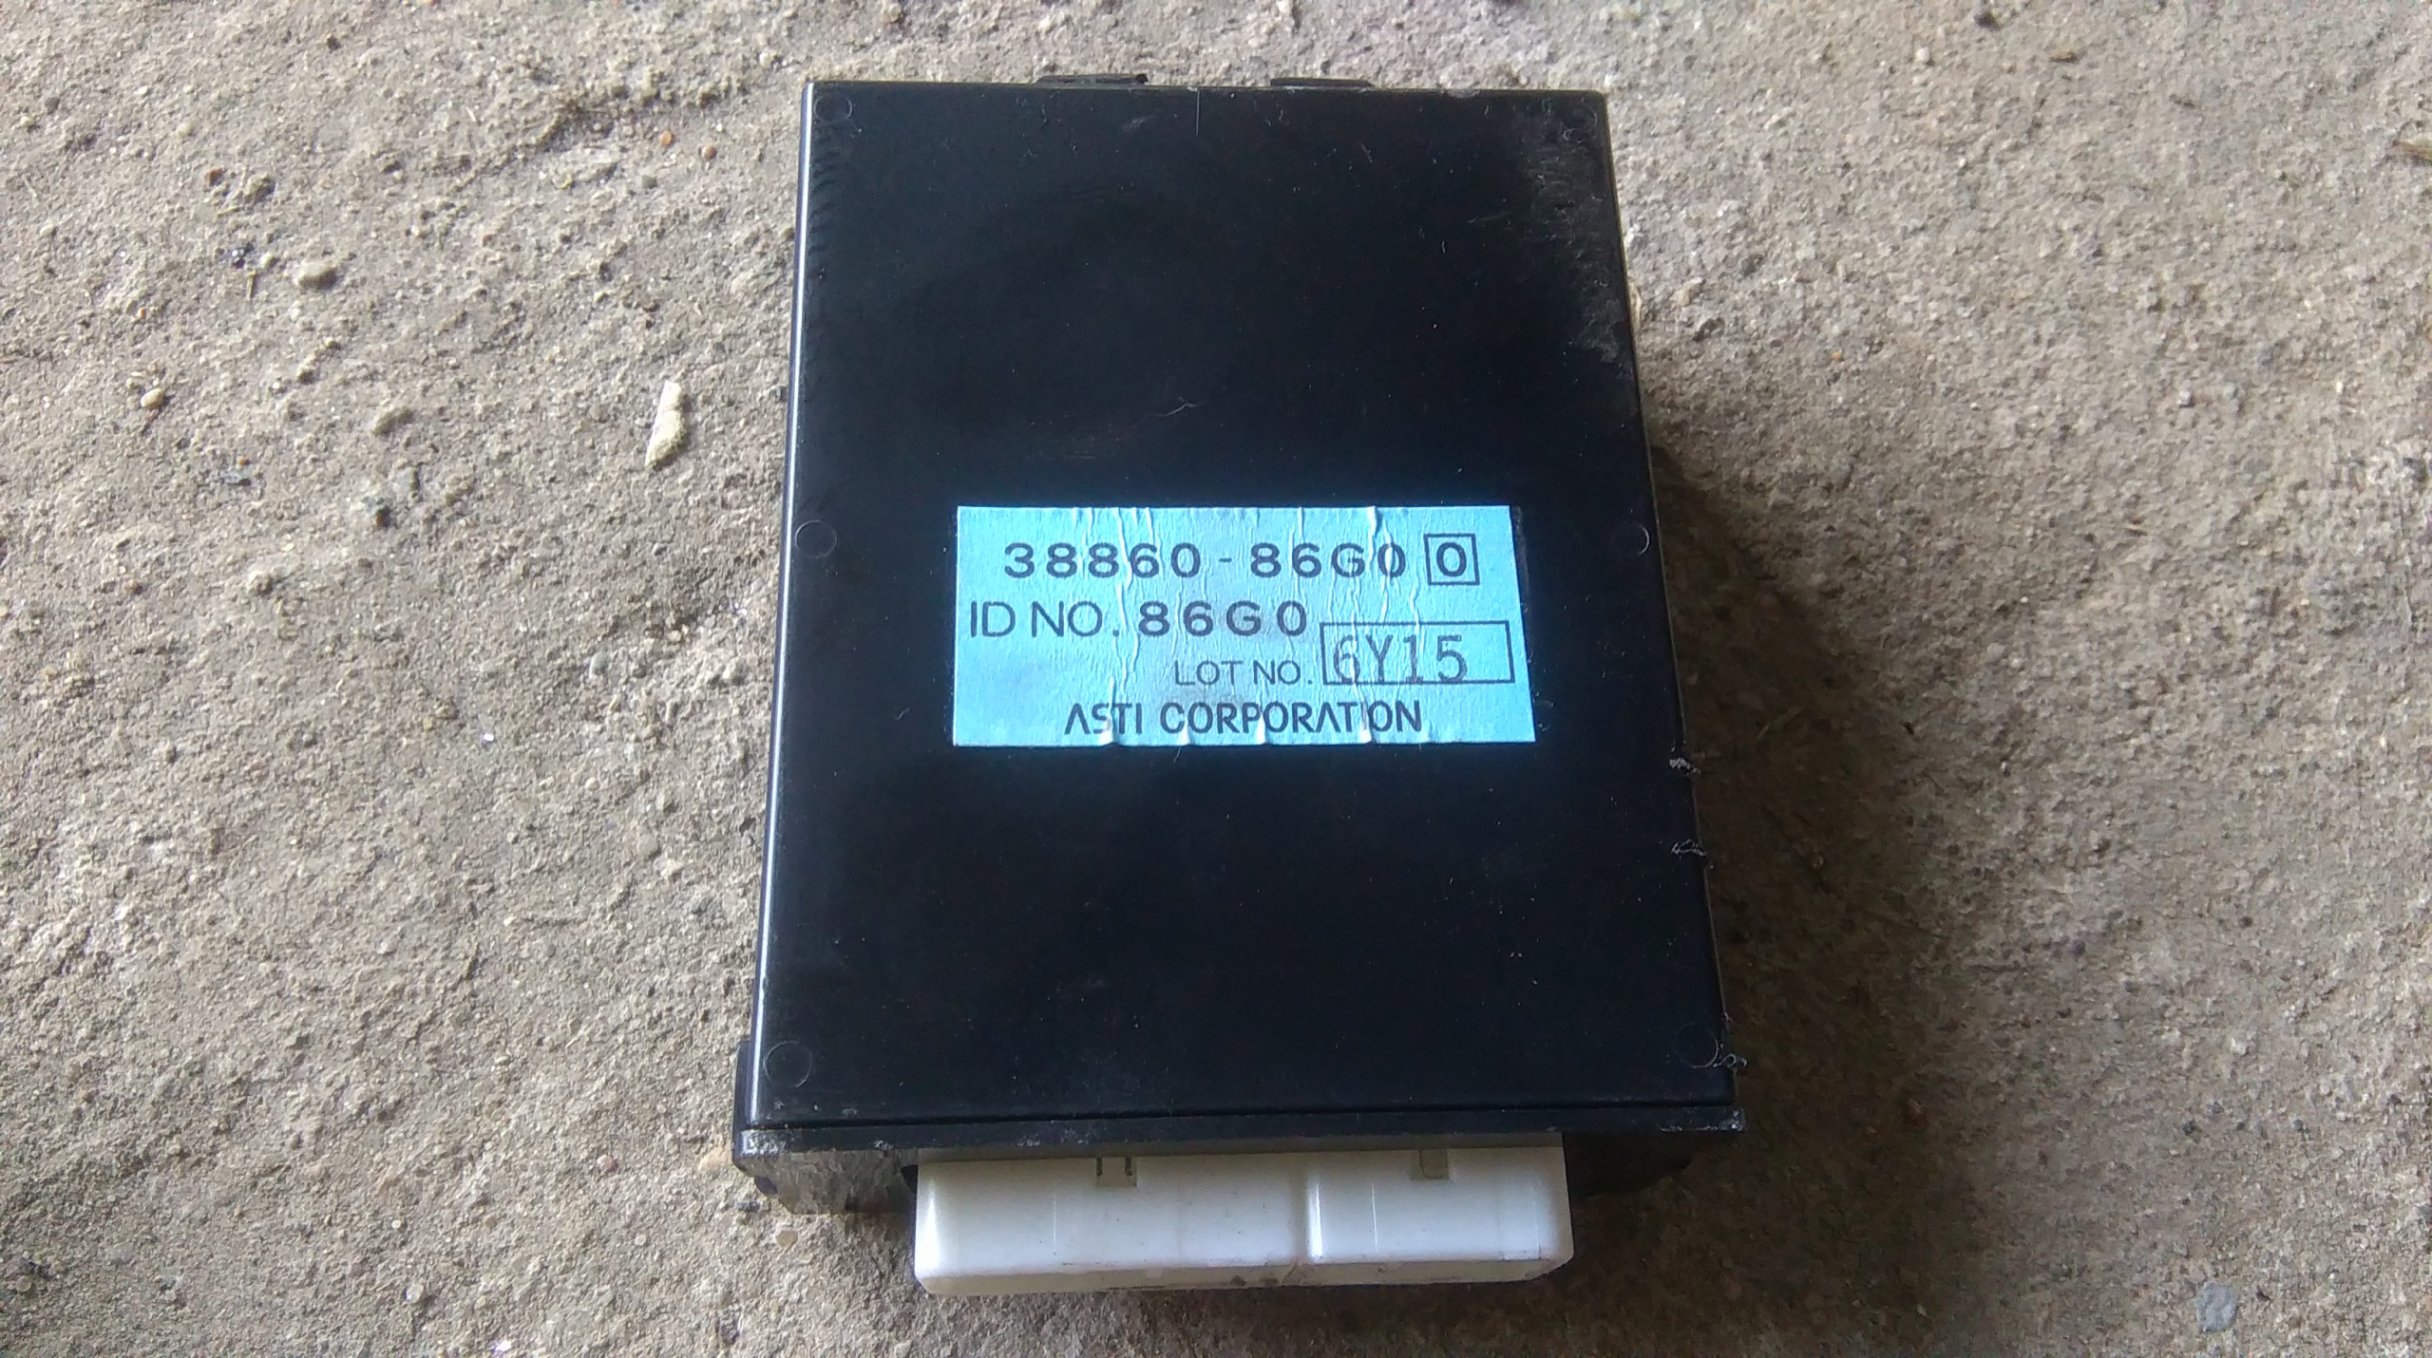 38860-86G0 0
ID NO. 86G0
LOT NO. 6Y15
ASTI CORPORATION